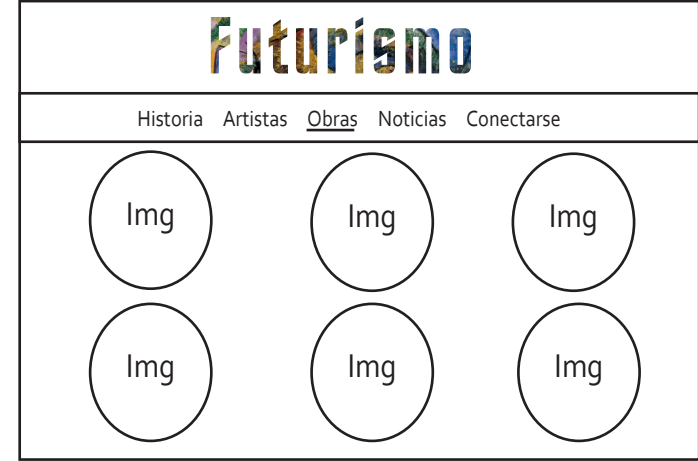 Futurismo
Historia Artistas Obras Noticias Conectarse
Img Img Img
Img Img Img